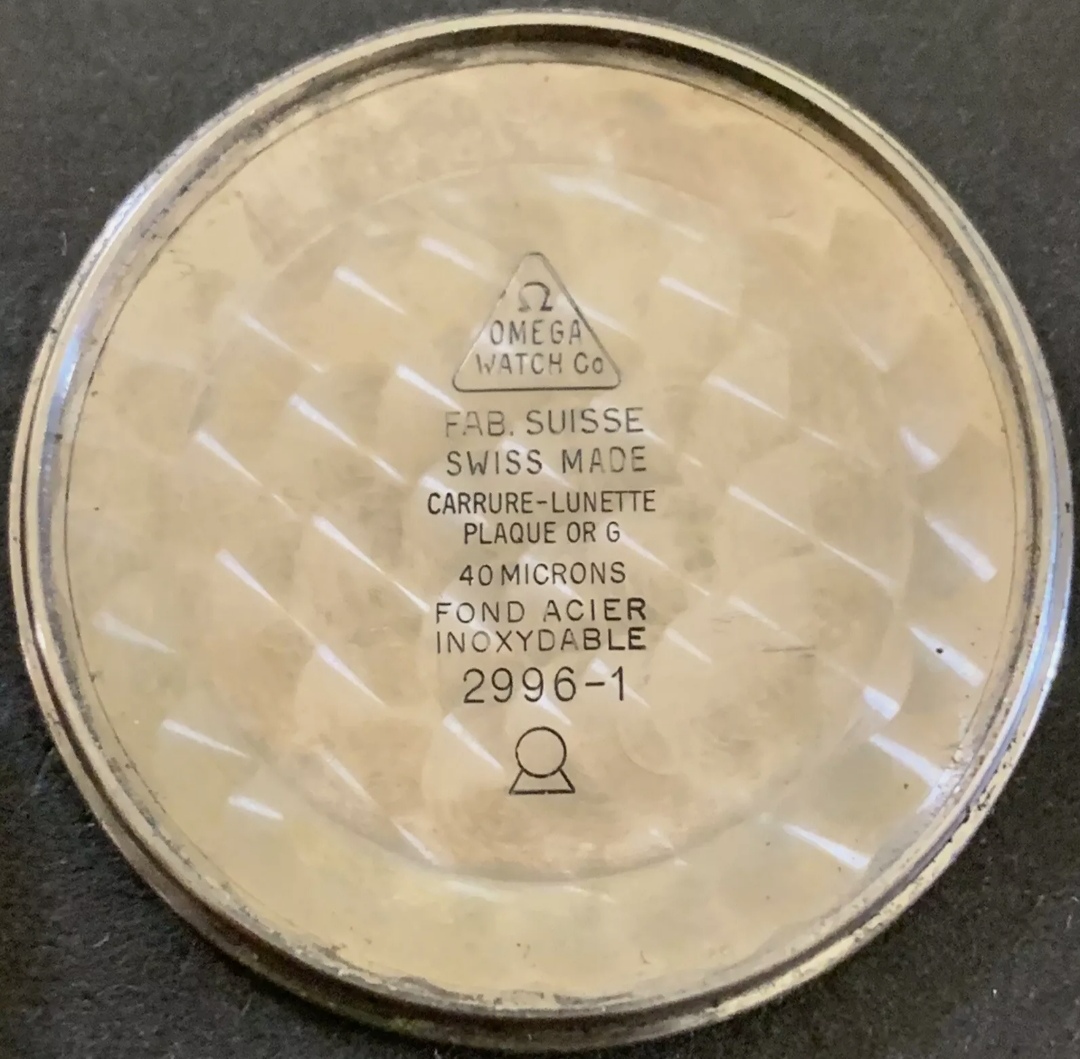 Ω
OMEGA
WATCH Co
FAB. SUISSE
SWISS MADE
CARRURE-LUNETTE
PLAQUE OR G
40 MICRONS
FOND ACIER
INOXYDABLE
2996-1